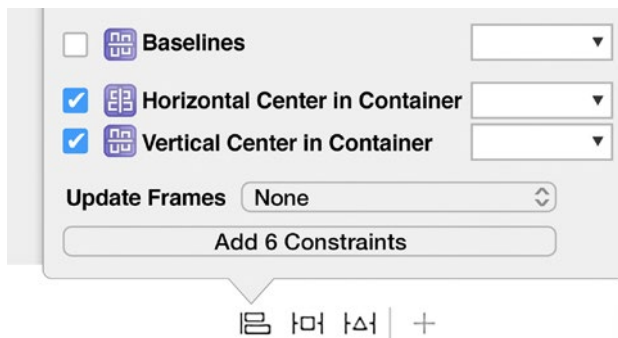 Baselines
Horizontal Center in Container
Vertical Center in Container
Update Frames None
Add 6 Constraints